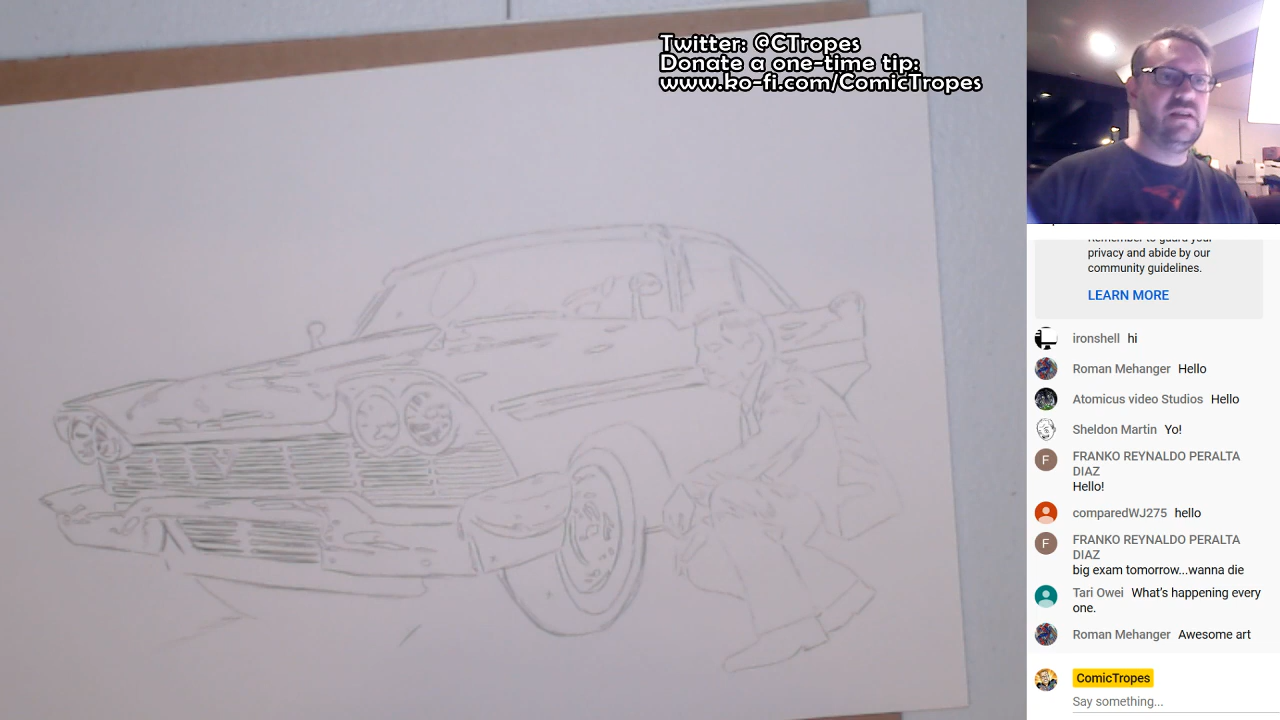 Twitter: @CTropes
Donate a one-time tip:
www.ko-fi.com/ComicTropes
Remember to guard your
privacy and abide by our
community guidelines.
LEARN MORE
ironshell hi
Roman Mehanger Hello
Atomicus video Studios Hello
Sheldon Martin Yo!
F
FRANKO REYNALDO PERALTA
DIAZ
Hello!
comparedWJ275 hello
F
FRANKO REYNALDO PERALTA
DIAZ
big exam tomorrow...wanna die
Tari Owei What's happening every
one.
Roman Mehanger Awesome art
ComicTropes
Say something...